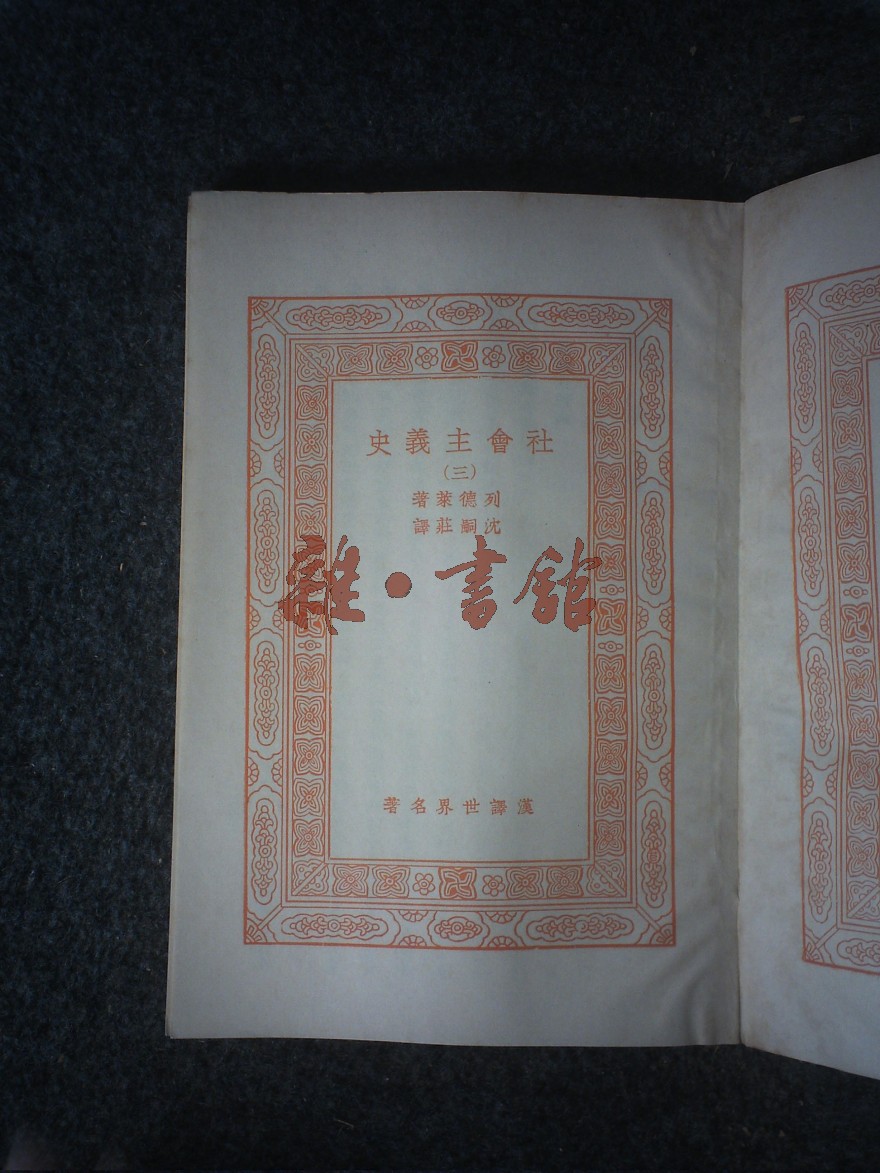 社會主義史
(三)
列德萊著
沈嗣莊譯
雜·書館
漢譯世界名著